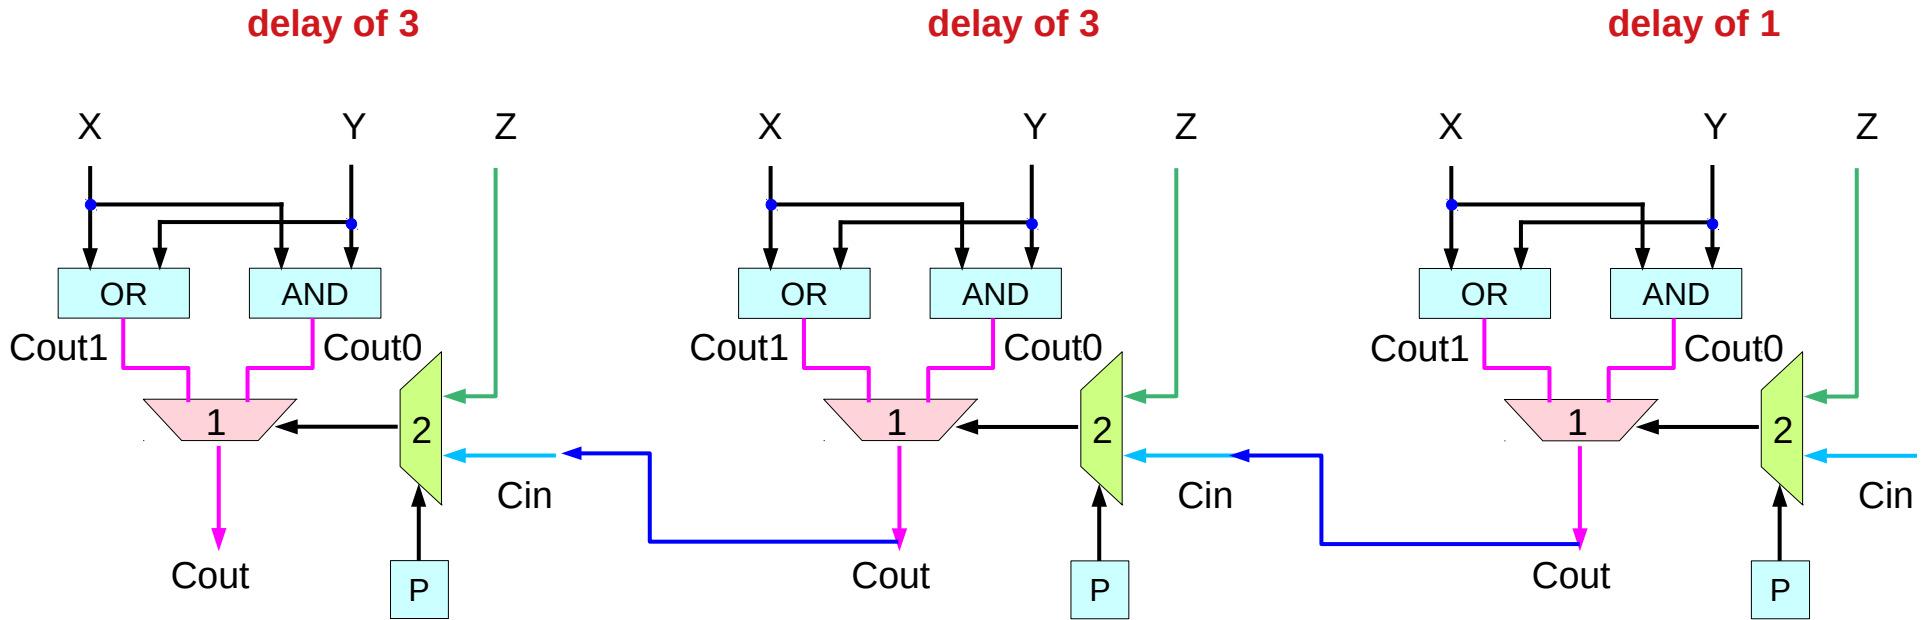 delay of 3 delay of 3 delay of 1
X Y Z X Y Z X Y Z
OR AND OR AND OR AND
Cout1 Cout0 Cout1 Cout0 Cout1 Cout0
1 2 1 2 1 2
Cin Cin Cin
Cout P Cout P Cout P